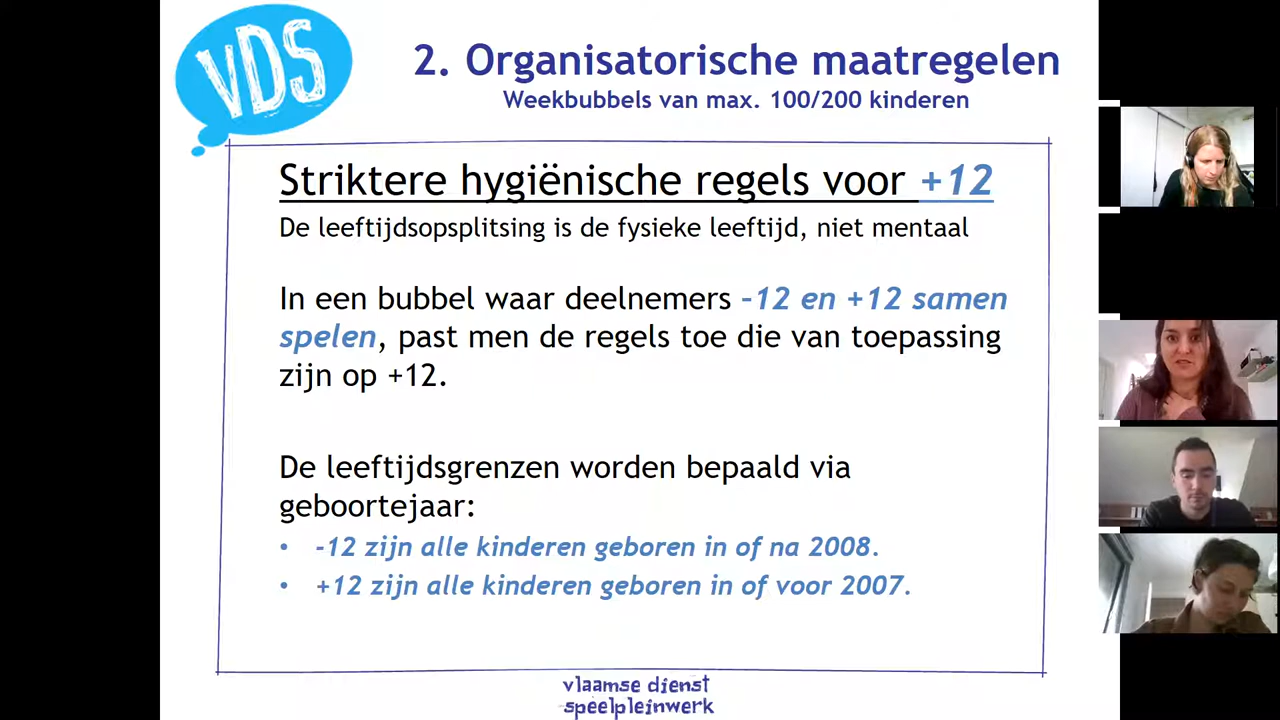 VDS
2. Organisatorische maatregelen
Weekbubbels van max. 100/200 kinderen
Striktere hygiënische regels voor +12
De leeftijdsopsplitsing is de fysieke leeftijd, niet mentaal
In een bubbel waar deelnemers -12 en +12 samen
spelen, past men de regels toe die van toepassing
zijn op +12.
De leeftijdsgrenzen worden bepaald via
geboortejaar:
• -12 zijn alle kinderen geboren in of na 2008.
• +12 zijn alle kinderen geboren in of voor 2007.
vlaamse dienst
speelpleinwerk